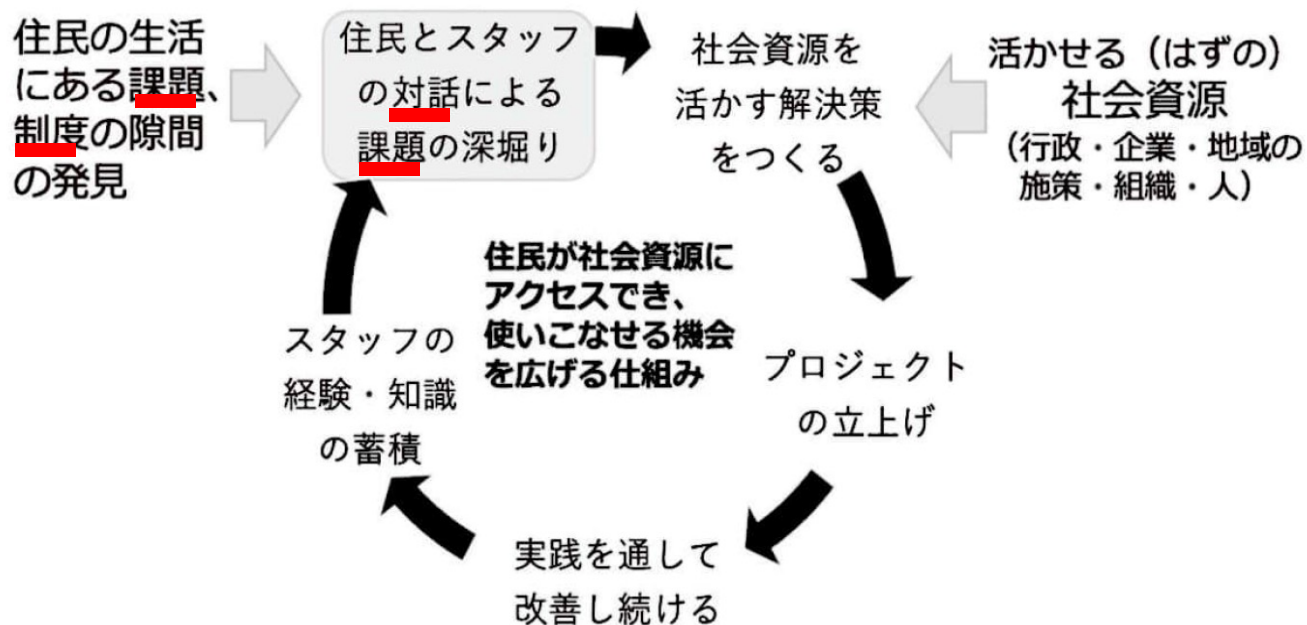 住民の生活
にある課題、
制度の隙間
の発見
住民とスタッフ
の対話による
課題の深堀り
社会資源を
活かす解決策
をつくる
活かせる（はずの）
社会資源
（行政・企業・地域の
施策・組織・人）
住民が社会資源に
アクセスでき、
使いこなせる機会
を広げる仕組み
プロジェクト
の立上げ
実践を通して
改善し続ける
スタッフの
経験・知識
の蓄積